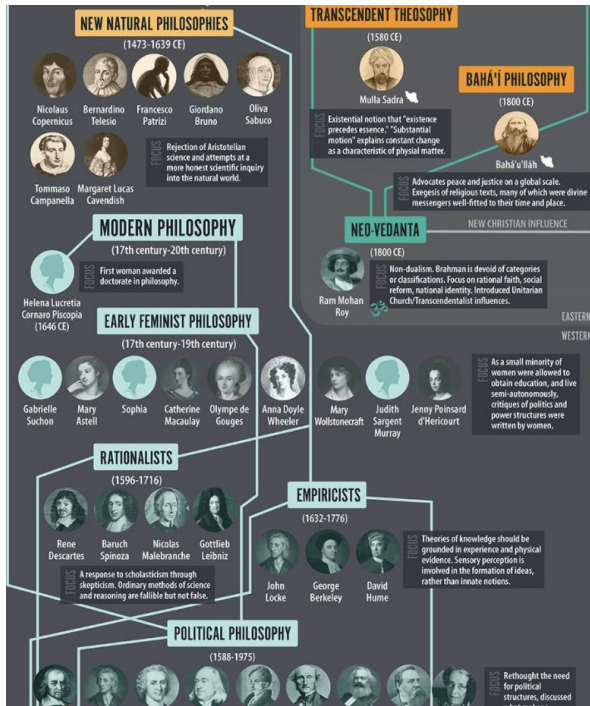 NEW NATURAL PHILOSOPHIES
(1473-1639 CE)
Nicolaus
Copernicus
Bernardino
Telesio
Francesco
Patrizi
Giordano
Bruno
Oliva
Sabuco
Tommaso
Campanella
Margaret Lucas
Cavendish
FOCUS
Rejection of Aristotelian
science and attempts at a
more honest scientific inquiry
into the natural world.
TRANSCENDENT THEOSOPHY
(1580 CE)
Mulla Sadra
FOCUS
Existential notion that "existence
precedes essence." "Substantial
motion" explains constant change
as a characteristic of physial matter.
BAHÁ'Í PHILOSOPHY
(1800 CE)
Bahá'u'lláh
FOCUS
Advocates peace and justice on a global scale.
Exegesis of religious texts, many of which were divine
messengers well-fitted to their time and place.
NEO-VEDANTA
(1800 CE)
NEW CHRISTIAN INFLUENCE
Ram Mohan
Roy
ॐ
FOCUS
Non-dualism. Brahman is devoid of categories
or classifications. Focus on rational faith, social
reform, national identity. Introduced Unitarian
Church/Transcendentalist influences.
EASTERN
WESTERN
MODERN PHILOSOPHY
(17th century-20th century)
Helena Lucretia
Cornaro Piscopia
(1646 CE)
FOCUS
First woman awarded a
doctorate in philosophy.
EARLY FEMINIST PHILOSOPHY
(17th century-19th century)
Gabrielle
Suchon
Mary
Astell
Sophia
Catherine
Macaulay
Olympe de
Gouges
Anna Doyle
Wheeler
Mary
Wollstonecraft
Judith
Sargent
Murray
Jenny Poinsard
d'Hericourt
FOCUS
As a small minority of
women were allowed to
obtain education, and live
semi-autonomously,
critiques of politics and
power structures were
written by women.
RATIONALISTS
(1596-1716)
Rene
Descartes
Baruch
Spinoza
Nicolas
Malebranche
Gottlieb
Leibniz
FOCUS
A response to scholasticism through
skepticism. Ordinary methods of science
and reasoning are fallible but not false.
EMPIRICISTS
(1632-1776)
John
Locke
George
Berkeley
David
Hume
FOCUS
Theories of knowledge should be
grounded in experience and physical
evidence. Sensory perception is
involved in the formation of ideas,
rather than innate notions.
POLITICAL PHILOSOPHY
(1588-1975)
FOCUS
Rethought the need
for political
structures, discussed